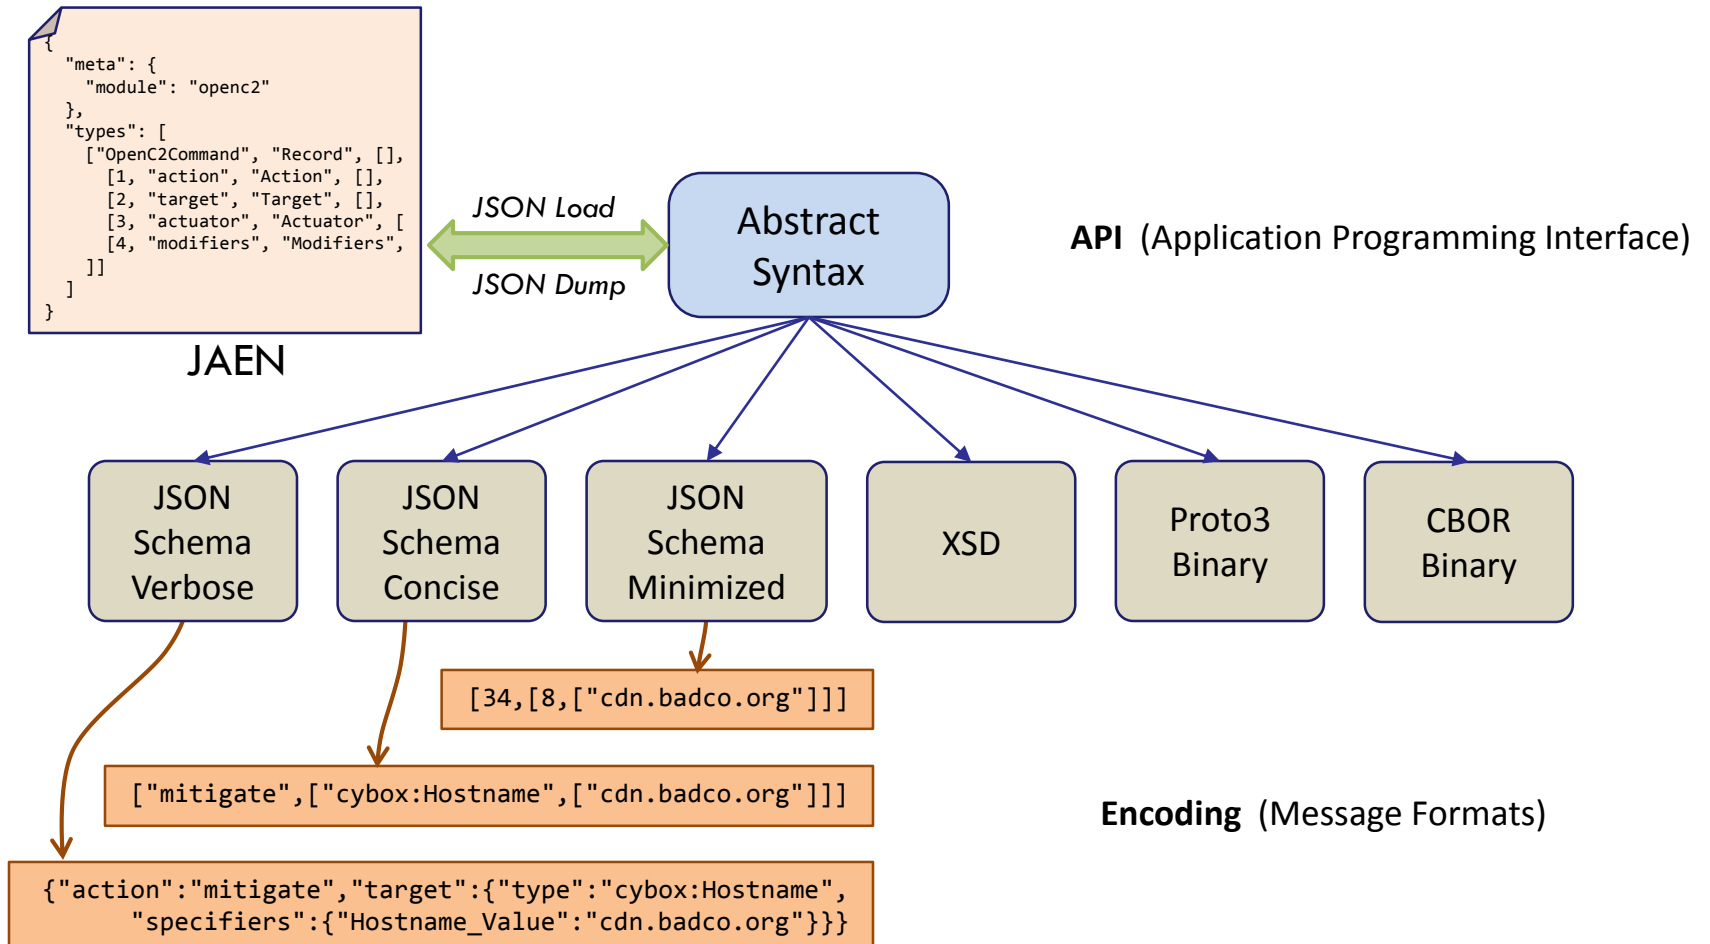 {
  "meta": {
    "module": "openc2"
  },
  "types": [
    ["OpenC2Command", "Record", [],
      [1, "action", "Action", [],
      [2, "target", "Target", [],
      [3, "actuator", "Actuator", [
      [4, "modifiers", "Modifiers",
    ]]
  ]
}
JAEN
JSON Load
JSON Dump
Abstract
Syntax
API (Application Programming Interface)
JSON
Schema
Verbose
JSON
Schema
Concise
JSON
Schema
Minimized
XSD
Proto3
Binary
CBOR
Binary
[34,[8,["cdn.badco.org"]]]
["mitigate",["cybox:Hostname",["cdn.badco.org"]]]
{"action":"mitigate","target":{"type":"cybox:Hostname",
"specifiers":{"Hostname_Value":"cdn.badco.org"}}}
Encoding (Message Formats)